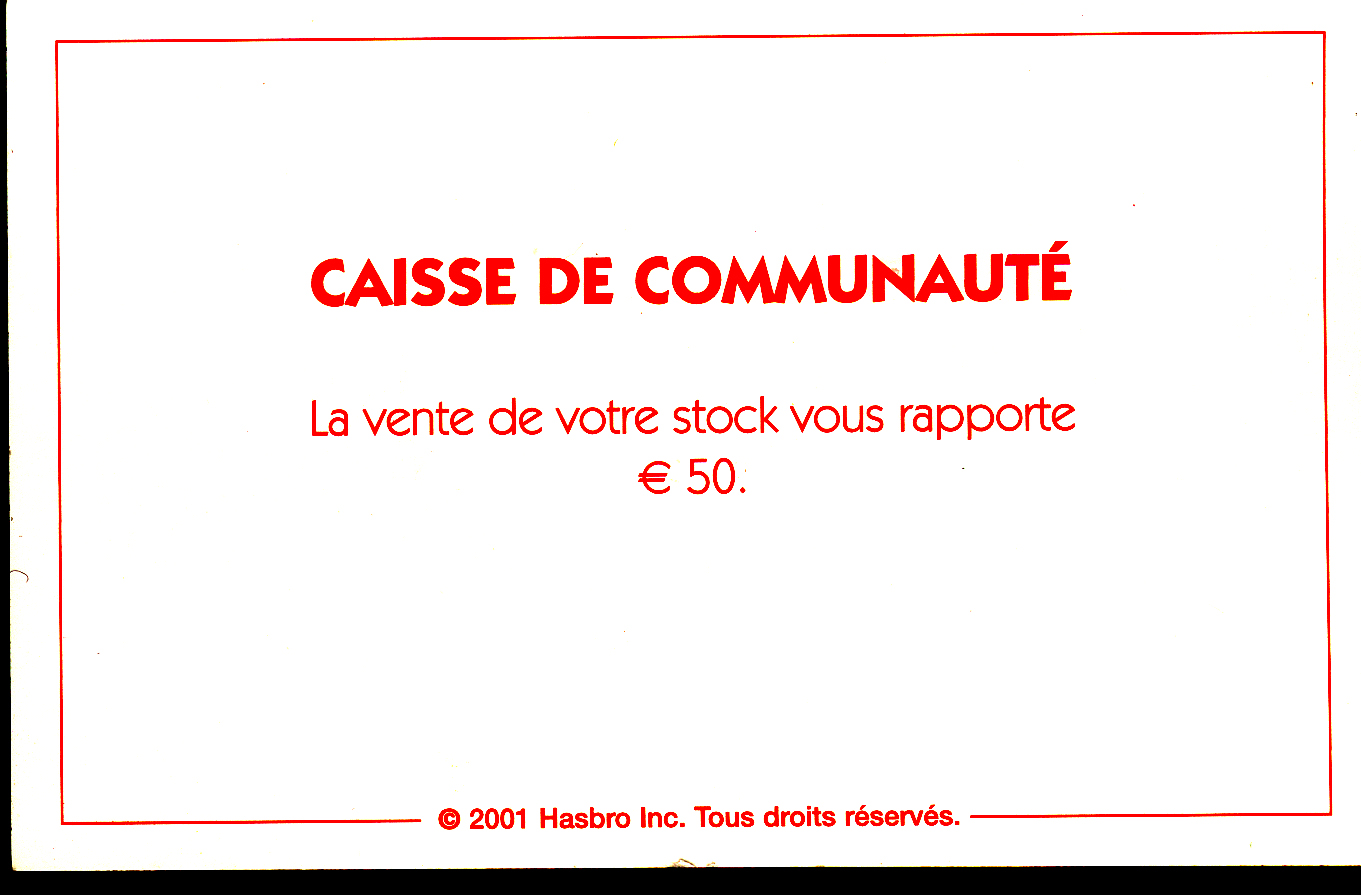 CAISSE DE COMMUNAUTÉ
La vente de votre stock vous rapporte
€ 50.
© 2001 Hasbro Inc. Tous droits réservés.